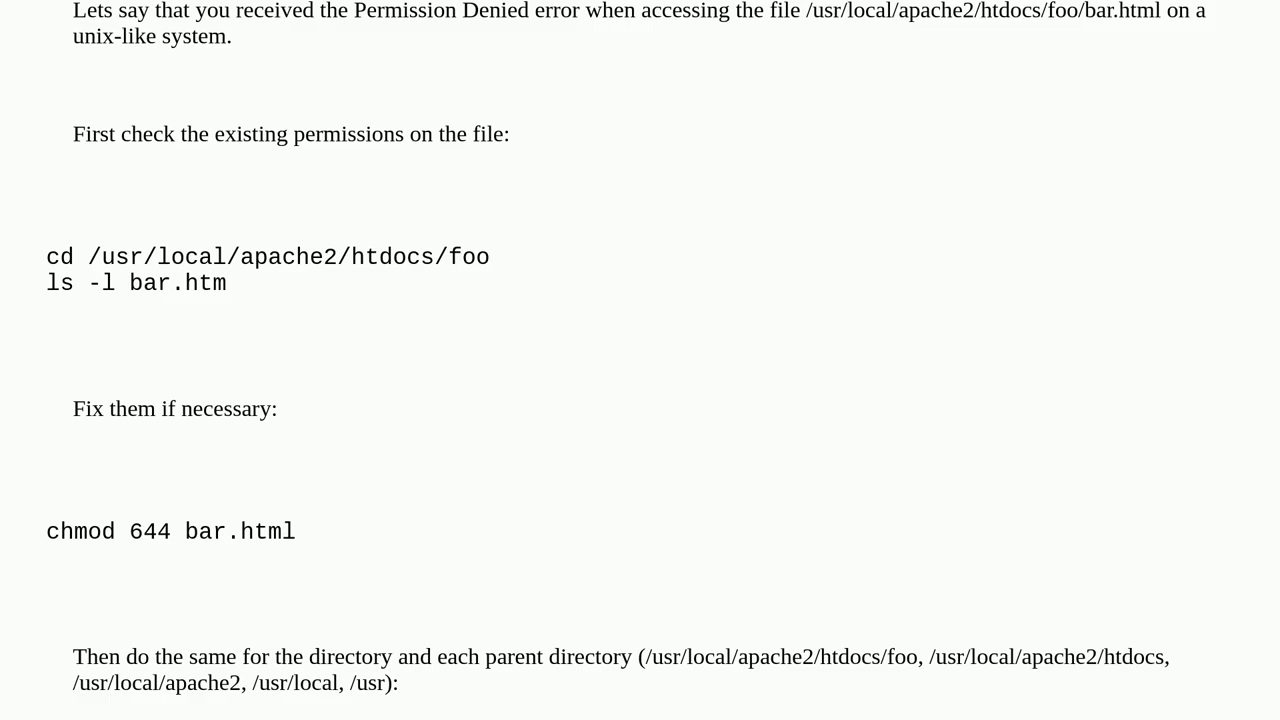 Lets say that you received the Permission Denied error when accessing the file /usr/local/apache2/htdocs/foo/bar.html on a
unix-like system.
First check the existing permissions on the file:
cd /usr/local/apache2/htdocs/foo
ls -l bar.htm
Fix them if necessary:
chmod 644 bar.html
Then do the same for the directory and each parent directory (/usr/local/apache2/htdocs/foo, /usr/local/apache2/htdocs,
/usr/local/apache2, /usr/local, /usr):